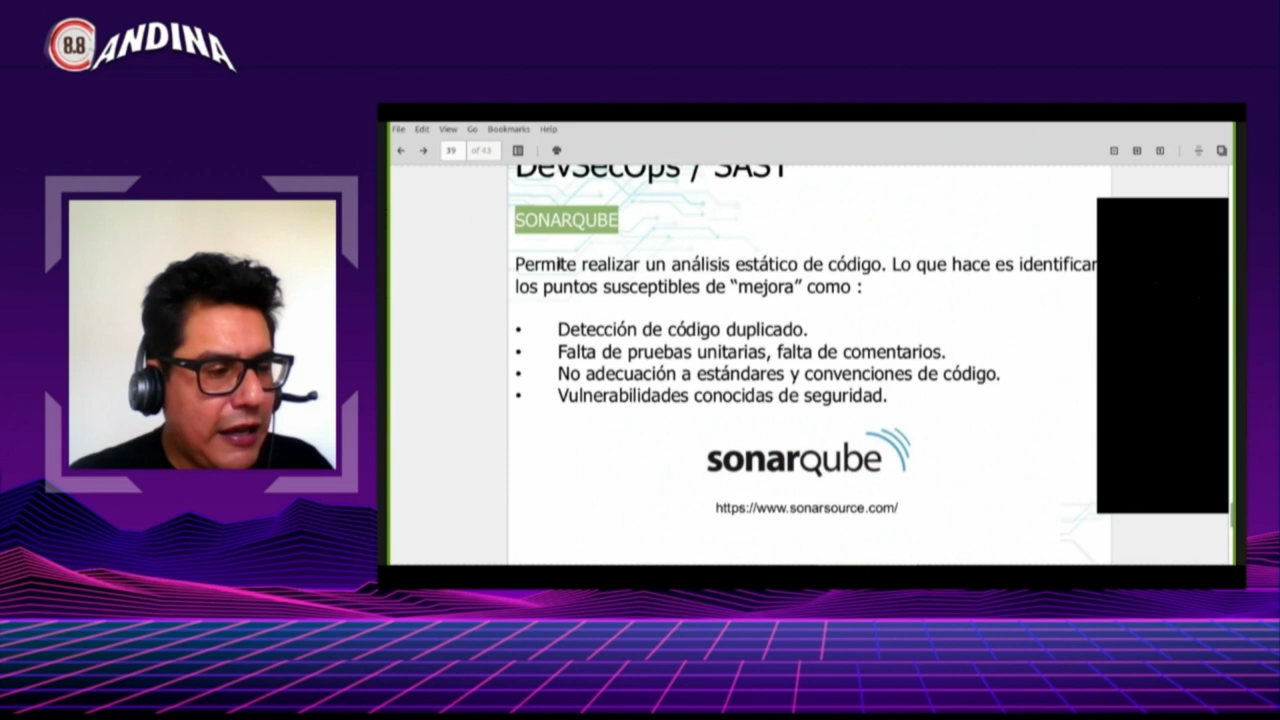 8.8 ANDINA
File Edit View Go Bookmarks Help
39 of 43
DevSecOps / SAST
SONARQUBE
Permite realizar un análisis estático de código. Lo que hace es identificar
los puntos susceptibles de “mejora” como :
• Detección de código duplicado.
• Falta de pruebas unitarias, falta de comentarios.
• No adecuación a estándares y convenciones de código.
• Vulnerabilidades conocidas de seguridad.
sonarqube
https://www.sonarsource.com/